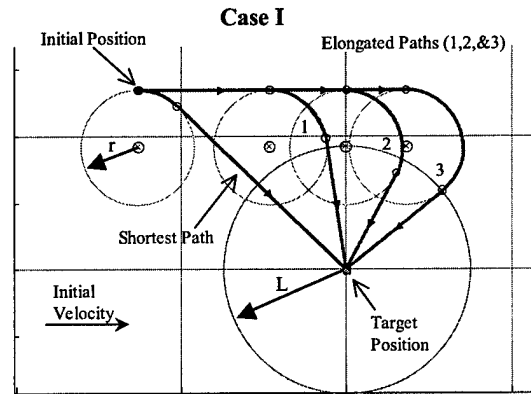 Case I
Initial Position
Elongated Paths (1,2,&3)
r
1
2
3
Shortest Path
L
Initial
Velocity
Target
Position